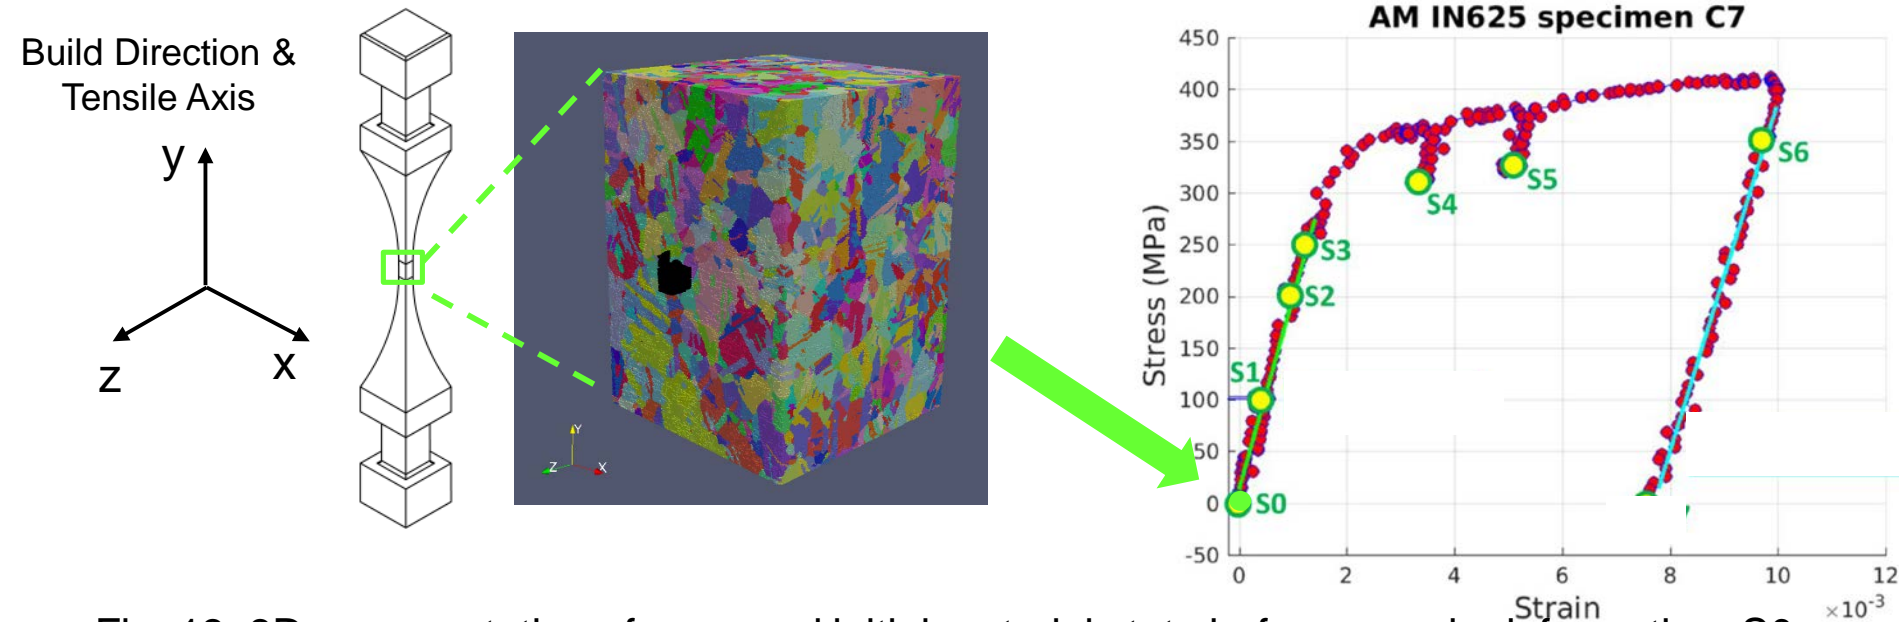 Build Direction &
Tensile Axis
y
z
x
Y
Z
X
AM IN625 specimen C7
Stress (MPa)
450
400
350
300
250
200
150
100
50
0
-50
S0
S1
S2
S3
S4
S5
S6
0 2 4 6 8 10 12
Strain
×10⁻³